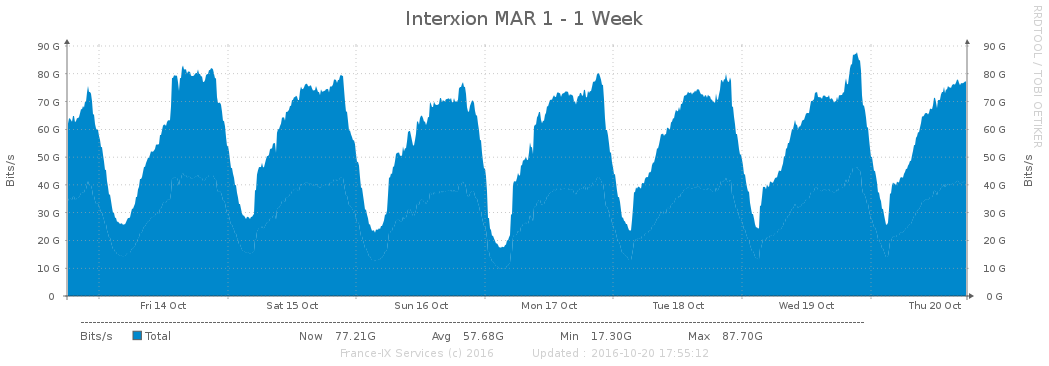 Interxion MAR 1 - 1 Week
RRDTOOL / TOBI OETIKER
Bits/s
90 G 90 G
80 G 80 G
70 G 70 G
60 G 60 G
50 G 50 G
40 G 40 G
30 G 30 G
20 G 20 G
10 G 10 G
0 0 G
Bits/s
Fri 14 Oct Sat 15 Oct Sun 16 Oct Mon 17 Oct Tue 18 Oct Wed 19 Oct Thu 20 Oct
Bits/s Total Now 77.21G Avg 57.68G Min 17.30G Max 87.70G
France-IX Services (c) 2016 Updated : 2016-10-20 17:55:12